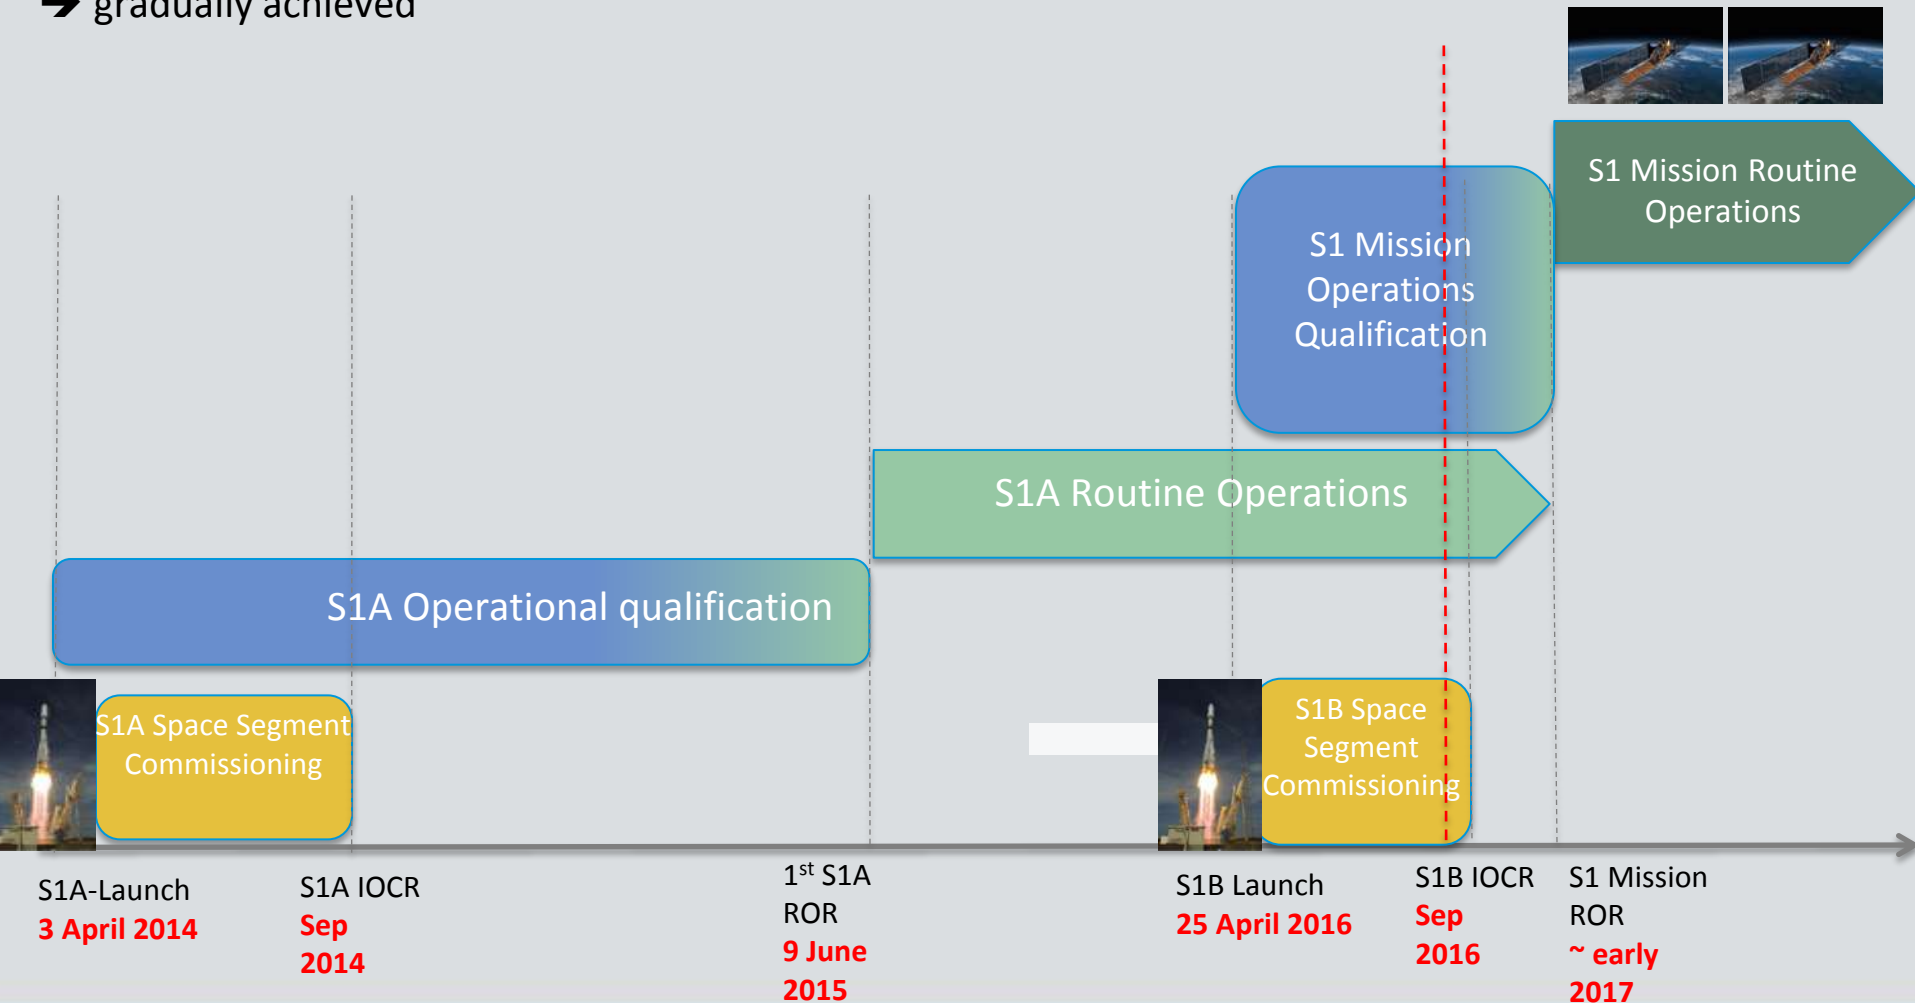 ➔ gradually achieved
S1 Mission Routine
Operations
S1 Mission
Operations
Qualification
S1A Routine Operations
S1A Operational qualification
S1A Space Segment
Commissioning
S1B Space
Segment
Commissioning
S1A-Launch
3 April 2014
S1A IOCR
Sep
2014
1st S1A
ROR
9 June
2015
S1B Launch
25 April 2016
S1B IOCR
Sep
2016
S1 Mission
ROR
~ early
2017